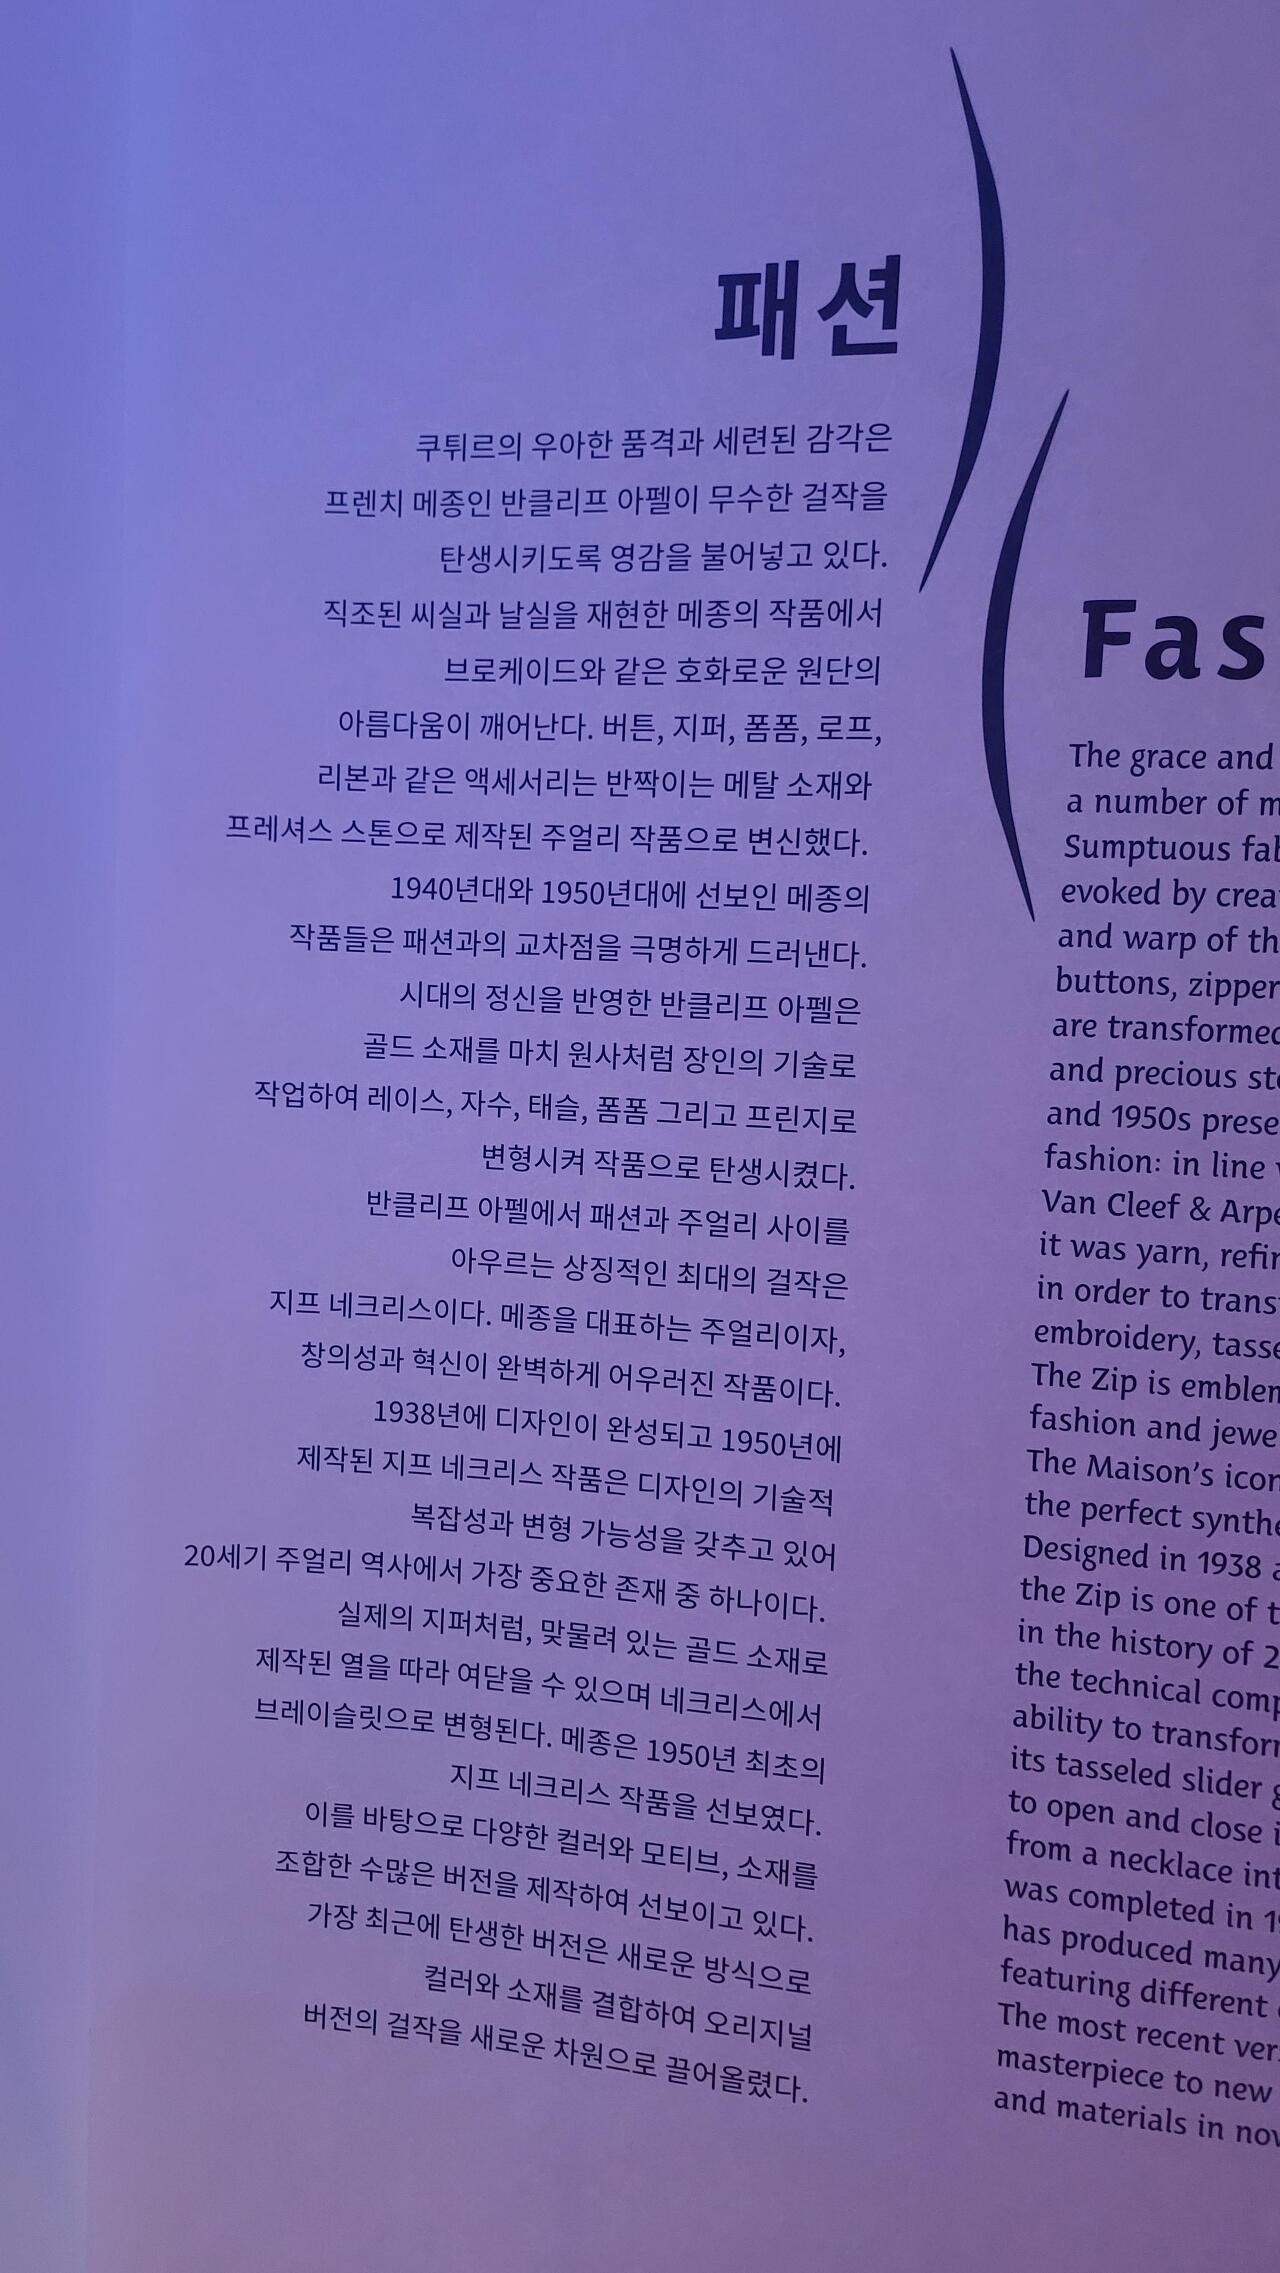 패션
쿠튀르의 우아한 품격과 세련된 감각은
프렌치 메종인 반클리프 아펠이 무수한 걸작을
탄생시키도록 영감을 불어넣고 있다.
직조된 씨실과 날실을 재현한 메종의 작품에서
브로케이드와 같은 호화로운 원단의
아름다움이 깨어난다. 버튼, 지퍼, 폼폼, 로프,
리본과 같은 액세서리는 반짝이는 메탈 소재와
프레셔스 스톤으로 제작된 주얼리 작품으로 변신했다.
1940년대와 1950년대에 선보인 메종의
작품들은 패션과의 교차점을 극명하게 드러낸다.
시대의 정신을 반영한 반클리프 아펠은
골드 소재를 마치 원사처럼 장인의 기술로
작업하여 레이스, 자수, 태슬, 폼폼 그리고 프린지로
변형시켜 작품으로 탄생시켰다.
반클리프 아펠에서 패션과 주얼리 사이를
아우르는 상징적인 최대의 걸작은
지프 네크리스이다. 메종을 대표하는 주얼리이자,
창의성과 혁신이 완벽하게 어우러진 작품이다.
1938년에 디자인이 완성되고 1950년에
제작된 지프 네크리스 작품은 디자인의 기술적
복잡성과 변형 가능성을 갖추고 있어
20세기 주얼리 역사에서 가장 중요한 존재 중 하나이다.
실제의 지퍼처럼, 맞물려 있는 골드 소재로
제작된 열을 따라 여닫을 수 있으며 네크리스에서
브레이슬릿으로 변형된다. 메종은 1950년 최초의
지프 네크리스 작품을 선보였다.
이를 바탕으로 다양한 컬러와 모티브, 소재를
조합한 수많은 버전을 제작하여 선보이고 있다.
가장 최근에 탄생한 버전은 새로운 방식으로
컬러와 소재를 결합하여 오리지널
버전의 걸작을 새로운 차원으로 끌어올렸다.
Fas
The grace and
a number of m
Sumptuous fab
evoked by crea
and warp of th
buttons, zipper
are transformed
and precious sto
and 1950s prese
fashion: in line
Van Cleef & Arpe
it was yarn, refin
in order to trans
embroidery, tasse
The Zip is emblem
fashion and jewe
The Maison's icon
the perfect synthe
Designed in 1938
the Zip is one of t
in the history of 2
the technical comp
ability to transform
its tasseled slider g
to open and close i
from a necklace int
was completed in 19
has produced many
featuring different
The most recent ver
masterpiece to new
and materials in nov